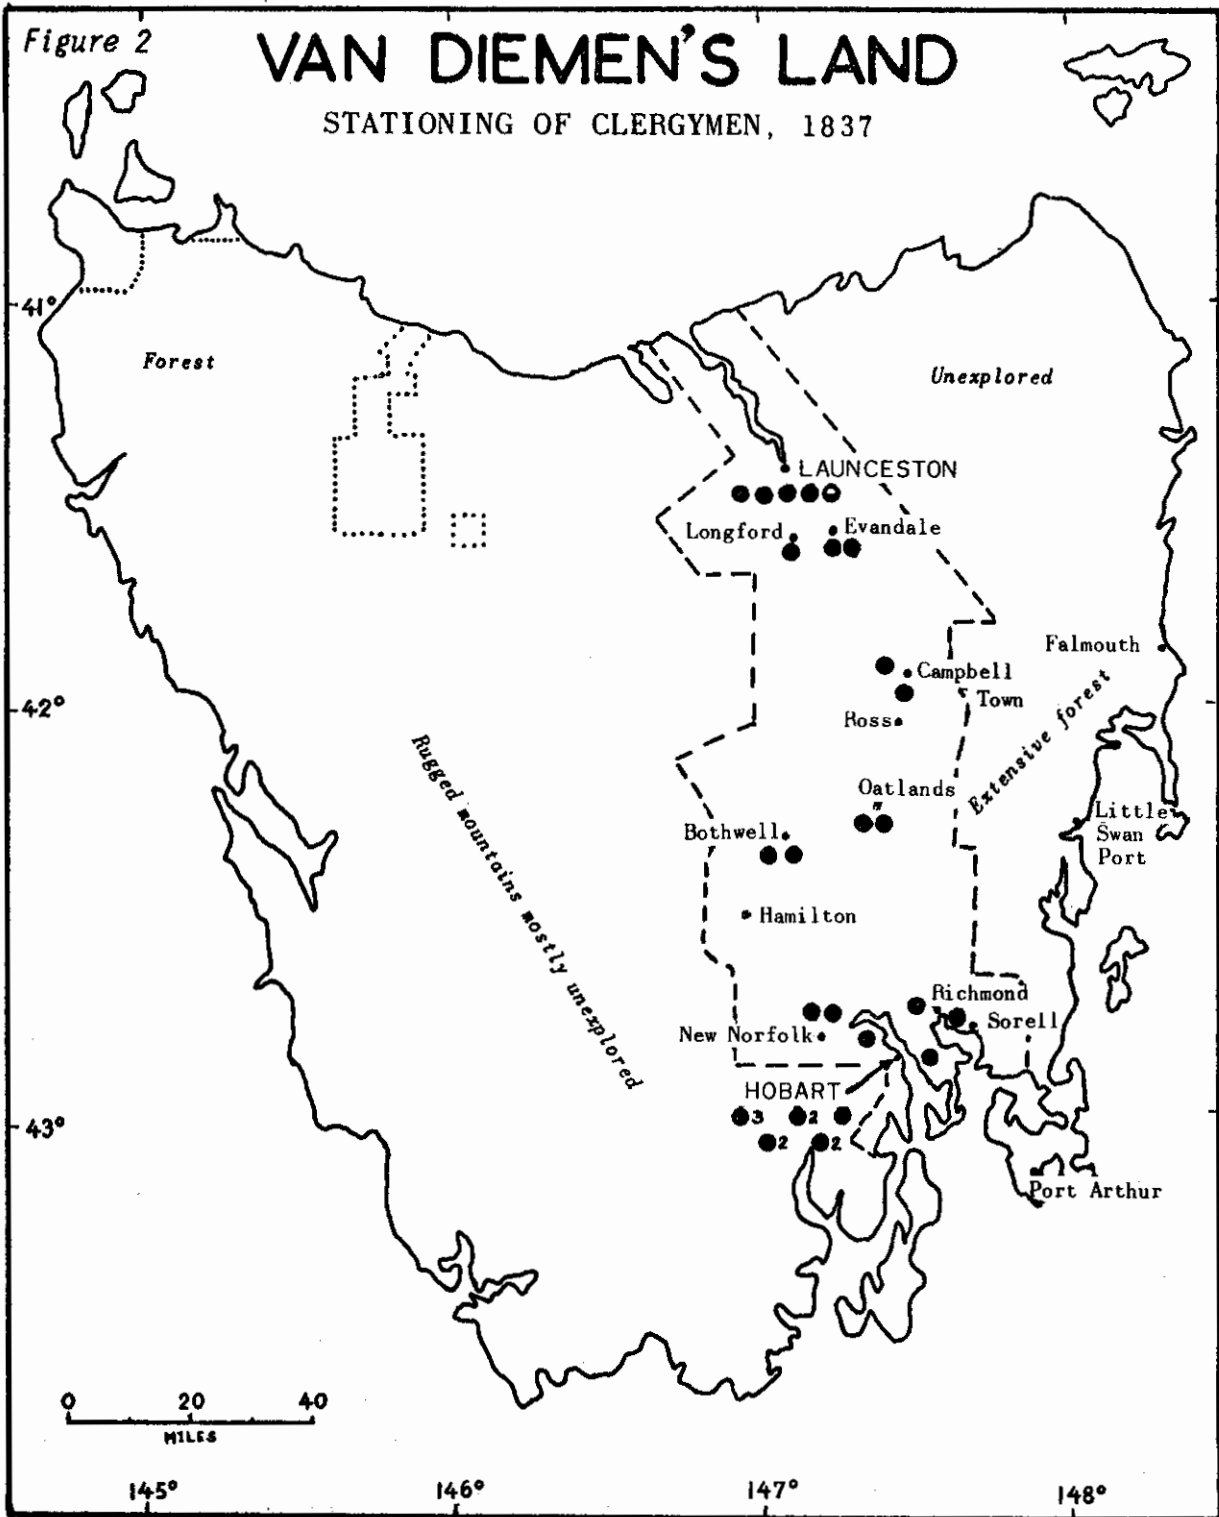 Figure 2
VAN DIEMEN'S LAND
STATIONING OF CLERGYMEN, 1837
41°
Forest
Unexplored
LAUNCESTON
Longford
Evandale
Falmouth
Campbell
Town
42°
Ross
Extensive forest
Rugged mountains mostly unexplored
Oatlands
Little
Swan
Port
Bothwell
Hamilton
Richmond
Sorell
New Norfolk
HOBART
3 2
2 2
43°
Port Arthur
0 20 40
MILES
145° 146° 147° 148°